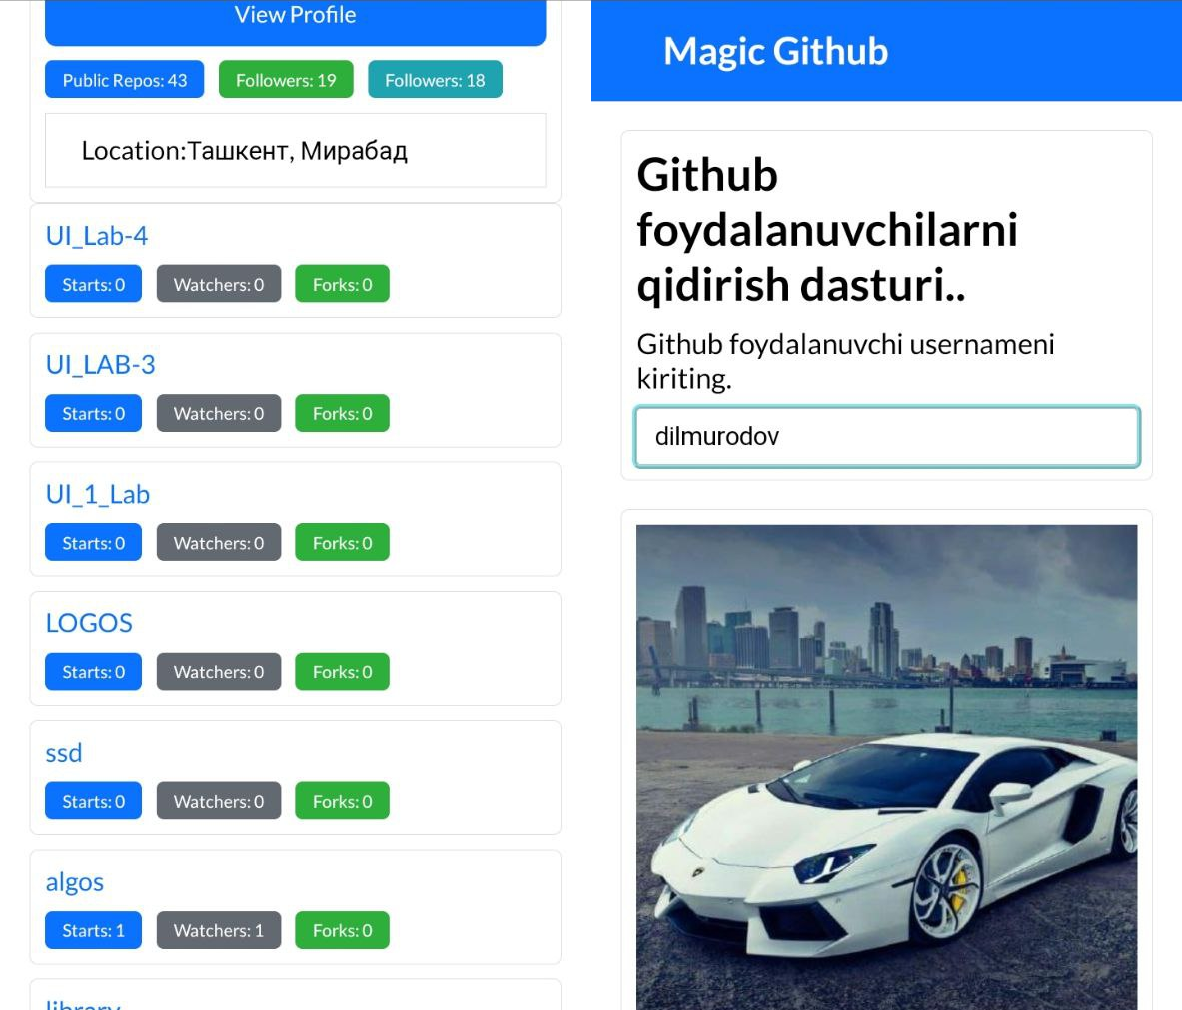 View Profile
Public Repos: 43
Followers: 19
Followers: 18
Location:Ташкент, Мирабад
UI_Lab-4
Starts: 0
Watchers: 0
Forks: 0
UI_LAB-3
Starts: 0
Watchers: 0
Forks: 0
UI_1_Lab
Starts: 0
Watchers: 0
Forks: 0
LOGOS
Starts: 0
Watchers: 0
Forks: 0
ssd
Starts: 0
Watchers: 0
Forks: 0
algos
Starts: 1
Watchers: 1
Forks: 0
library
Magic Github
Github
foydalanuvchilarni
qidirish dasturi..
Github foydalanuvchi usernameni
kiriting.
dilmurodov